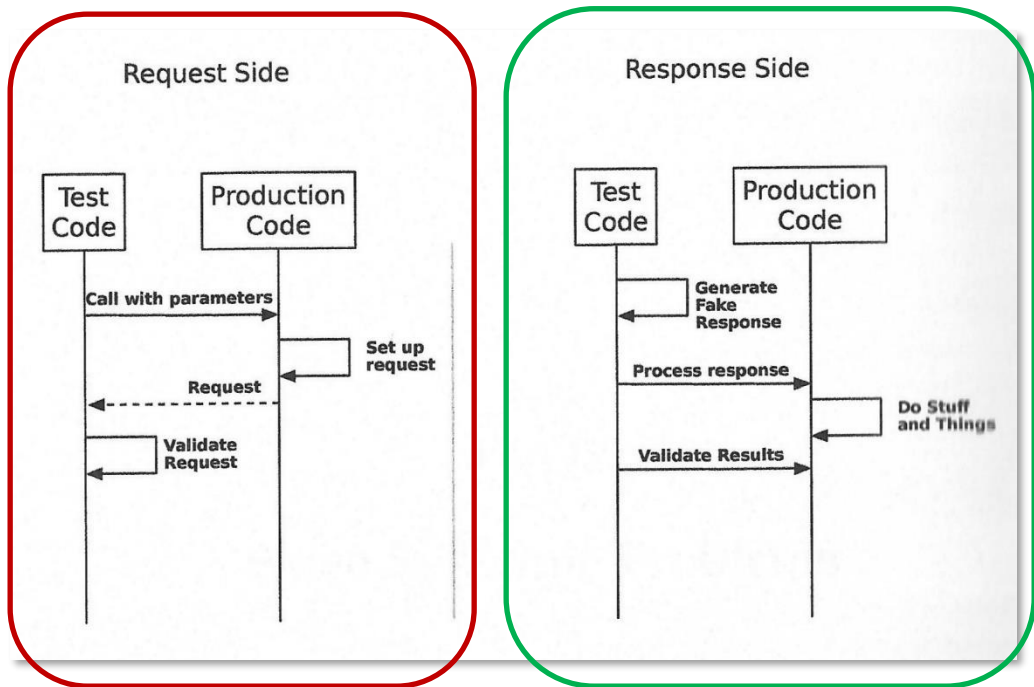 Request Side
Test
Code
Production
Code
Call with parameters
Set up
request
Request
Validate
Request
Response Side
Test
Code
Production
Code
Generate
Fake
Response
Process response
Do Stuff
and Things
Validate Results